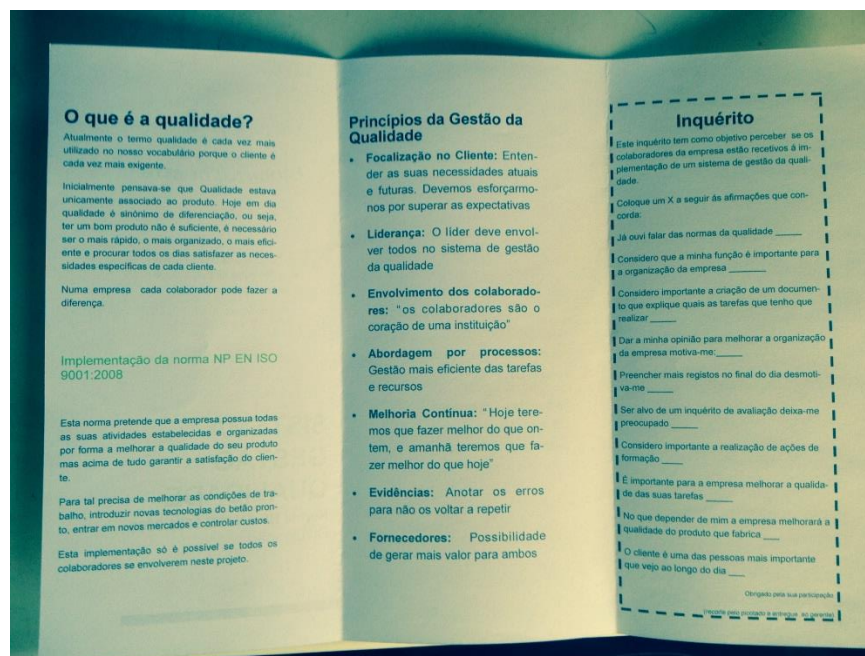 O que é a qualidade?
Atualmente o termo qualidade é cada vez mais
utilizado no nosso vocabulário porque o cliente é
cada vez mais exigente.
Inicialmente pensava-se que Qualidade estava
unicamente associado ao produto. Hoje em dia
qualidade é sinónimo de diferenciação, ou seja,
ter um bom produto não é suficiente, é necessário
ser o mais rápido, o mais organizado, o mais efici-
ente e procurar todos os dias satisfazer as neces-
sidades específicas de cada cliente.
Numa empresa cada colaborador pode fazer a
diferença.
Implementação da norma NP EN ISO
9001:2008
Esta norma pretende que a empresa possua todas
as suas atividades estabelecidas e organizadas
por forma a melhorar a qualidade do seu produto
mas acima de tudo garantir a satisfação do clien-
te.
Para tal precisa de melhorar as condições de tra-
balho, introduzir novas tecnologias do betão pron-
to, entrar em novos mercados e controlar custos.
Esta implementação só é possível se todos os
colaboradores se envolverem neste projeto.
Princípios da Gestão da
Qualidade
• Focalização no Cliente: Enten-
der as suas necessidades atuais
e futuras. Devemos esforçarmo-
nos por superar as expectativas
• Liderança: O líder deve envol-
ver todos no sistema de gestão
da qualidade
• Envolvimento dos colaborado-
res: "os colaboradores são o
coração de uma instituição"
• Abordagem por processos:
Gestão mais eficiente das tarefas
e recursos
• Melhoria Contínua: "Hoje tere-
mos que fazer melhor do que on-
tem, e amanhã teremos que fa-
zer melhor do que hoje"
• Evidências: Anotar os erros
para não os voltar a repetir
• Fornecedores: Possibilidade
de gerar mais valor para ambos
Inquérito
Este inquérito tem como objetivo perceber se os
colaboradores da empresa estão recetivos á im-
plementação de um sistema de gestão da quali-
dade.
Coloque um X a seguir às afirmações que con-
corda:
Já ouvi falar das normas da qualidade _____
Considero que a minha função é importante para
a organização da empresa _______
Considero importante a criação de um documen-
to que explique quais as tarefas que tenho que
realizar _____
Dar a minha opinião para melhorar a organização
da empresa motiva-me:_____
Preencher mais registos no final do dia desmoti-
va-me _____
Ser alvo de um inquérito de avaliação deixa-me
preocupado _____
Considero importante a realização de ações de
formação ____
É importante para a empresa melhorar a qualida-
de das suas tarefas _____
No que depender de mim a empresa melhorará a
qualidade do produto que fabrica ___
O cliente é uma das pessoas mais importante
que vejo ao longo do dia ____
Obrigado pela sua participação
(recorte pelo picotado e entregue ao gerente)